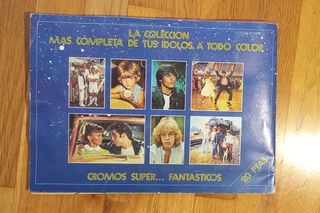 LA COLECCION
MAS COMPLETA DE TUS IDOLOS, A TODO COLOR
CROMOS SUPER... FANTASTICOS
20 PTAS.